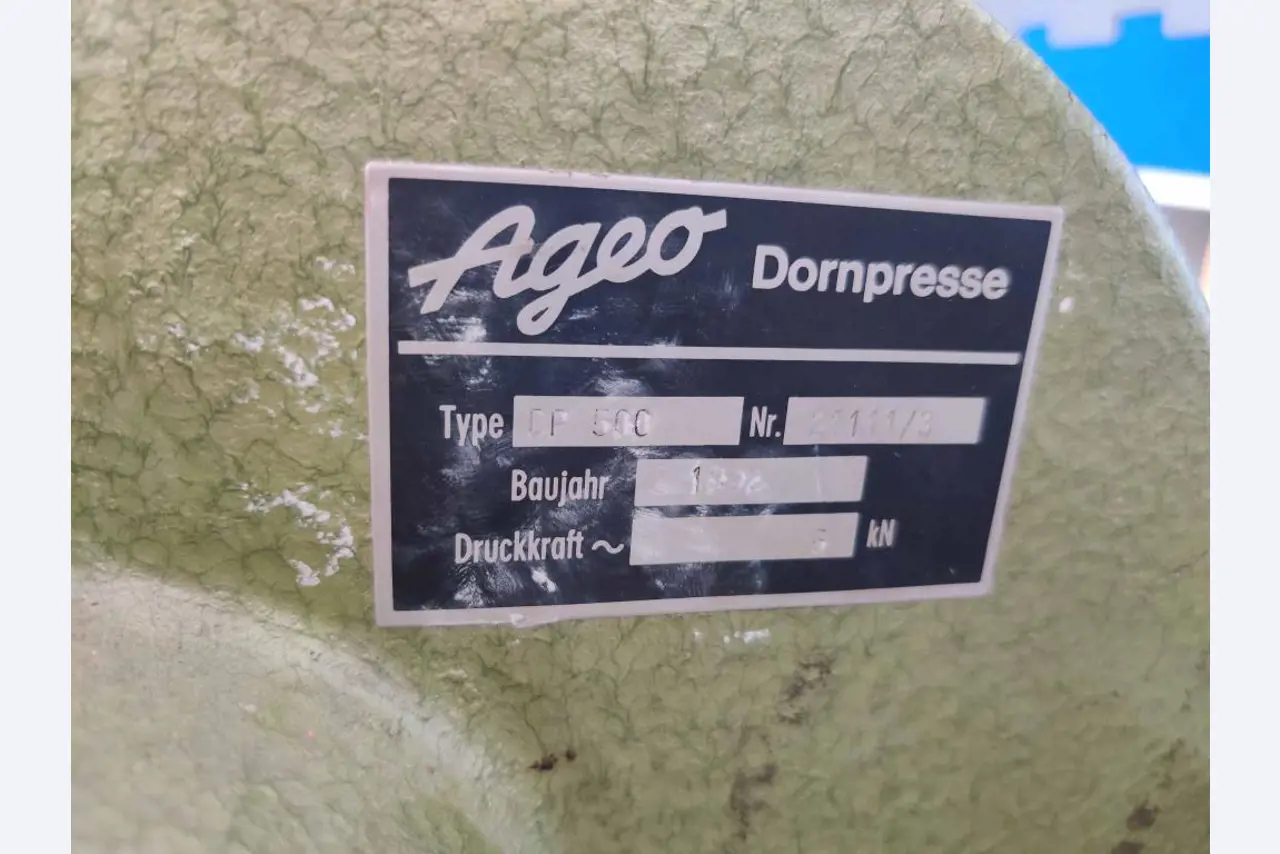 Ageo Dornpresse
Type DP 500 Nr.
Baujahr
Druckkraft ~ kN